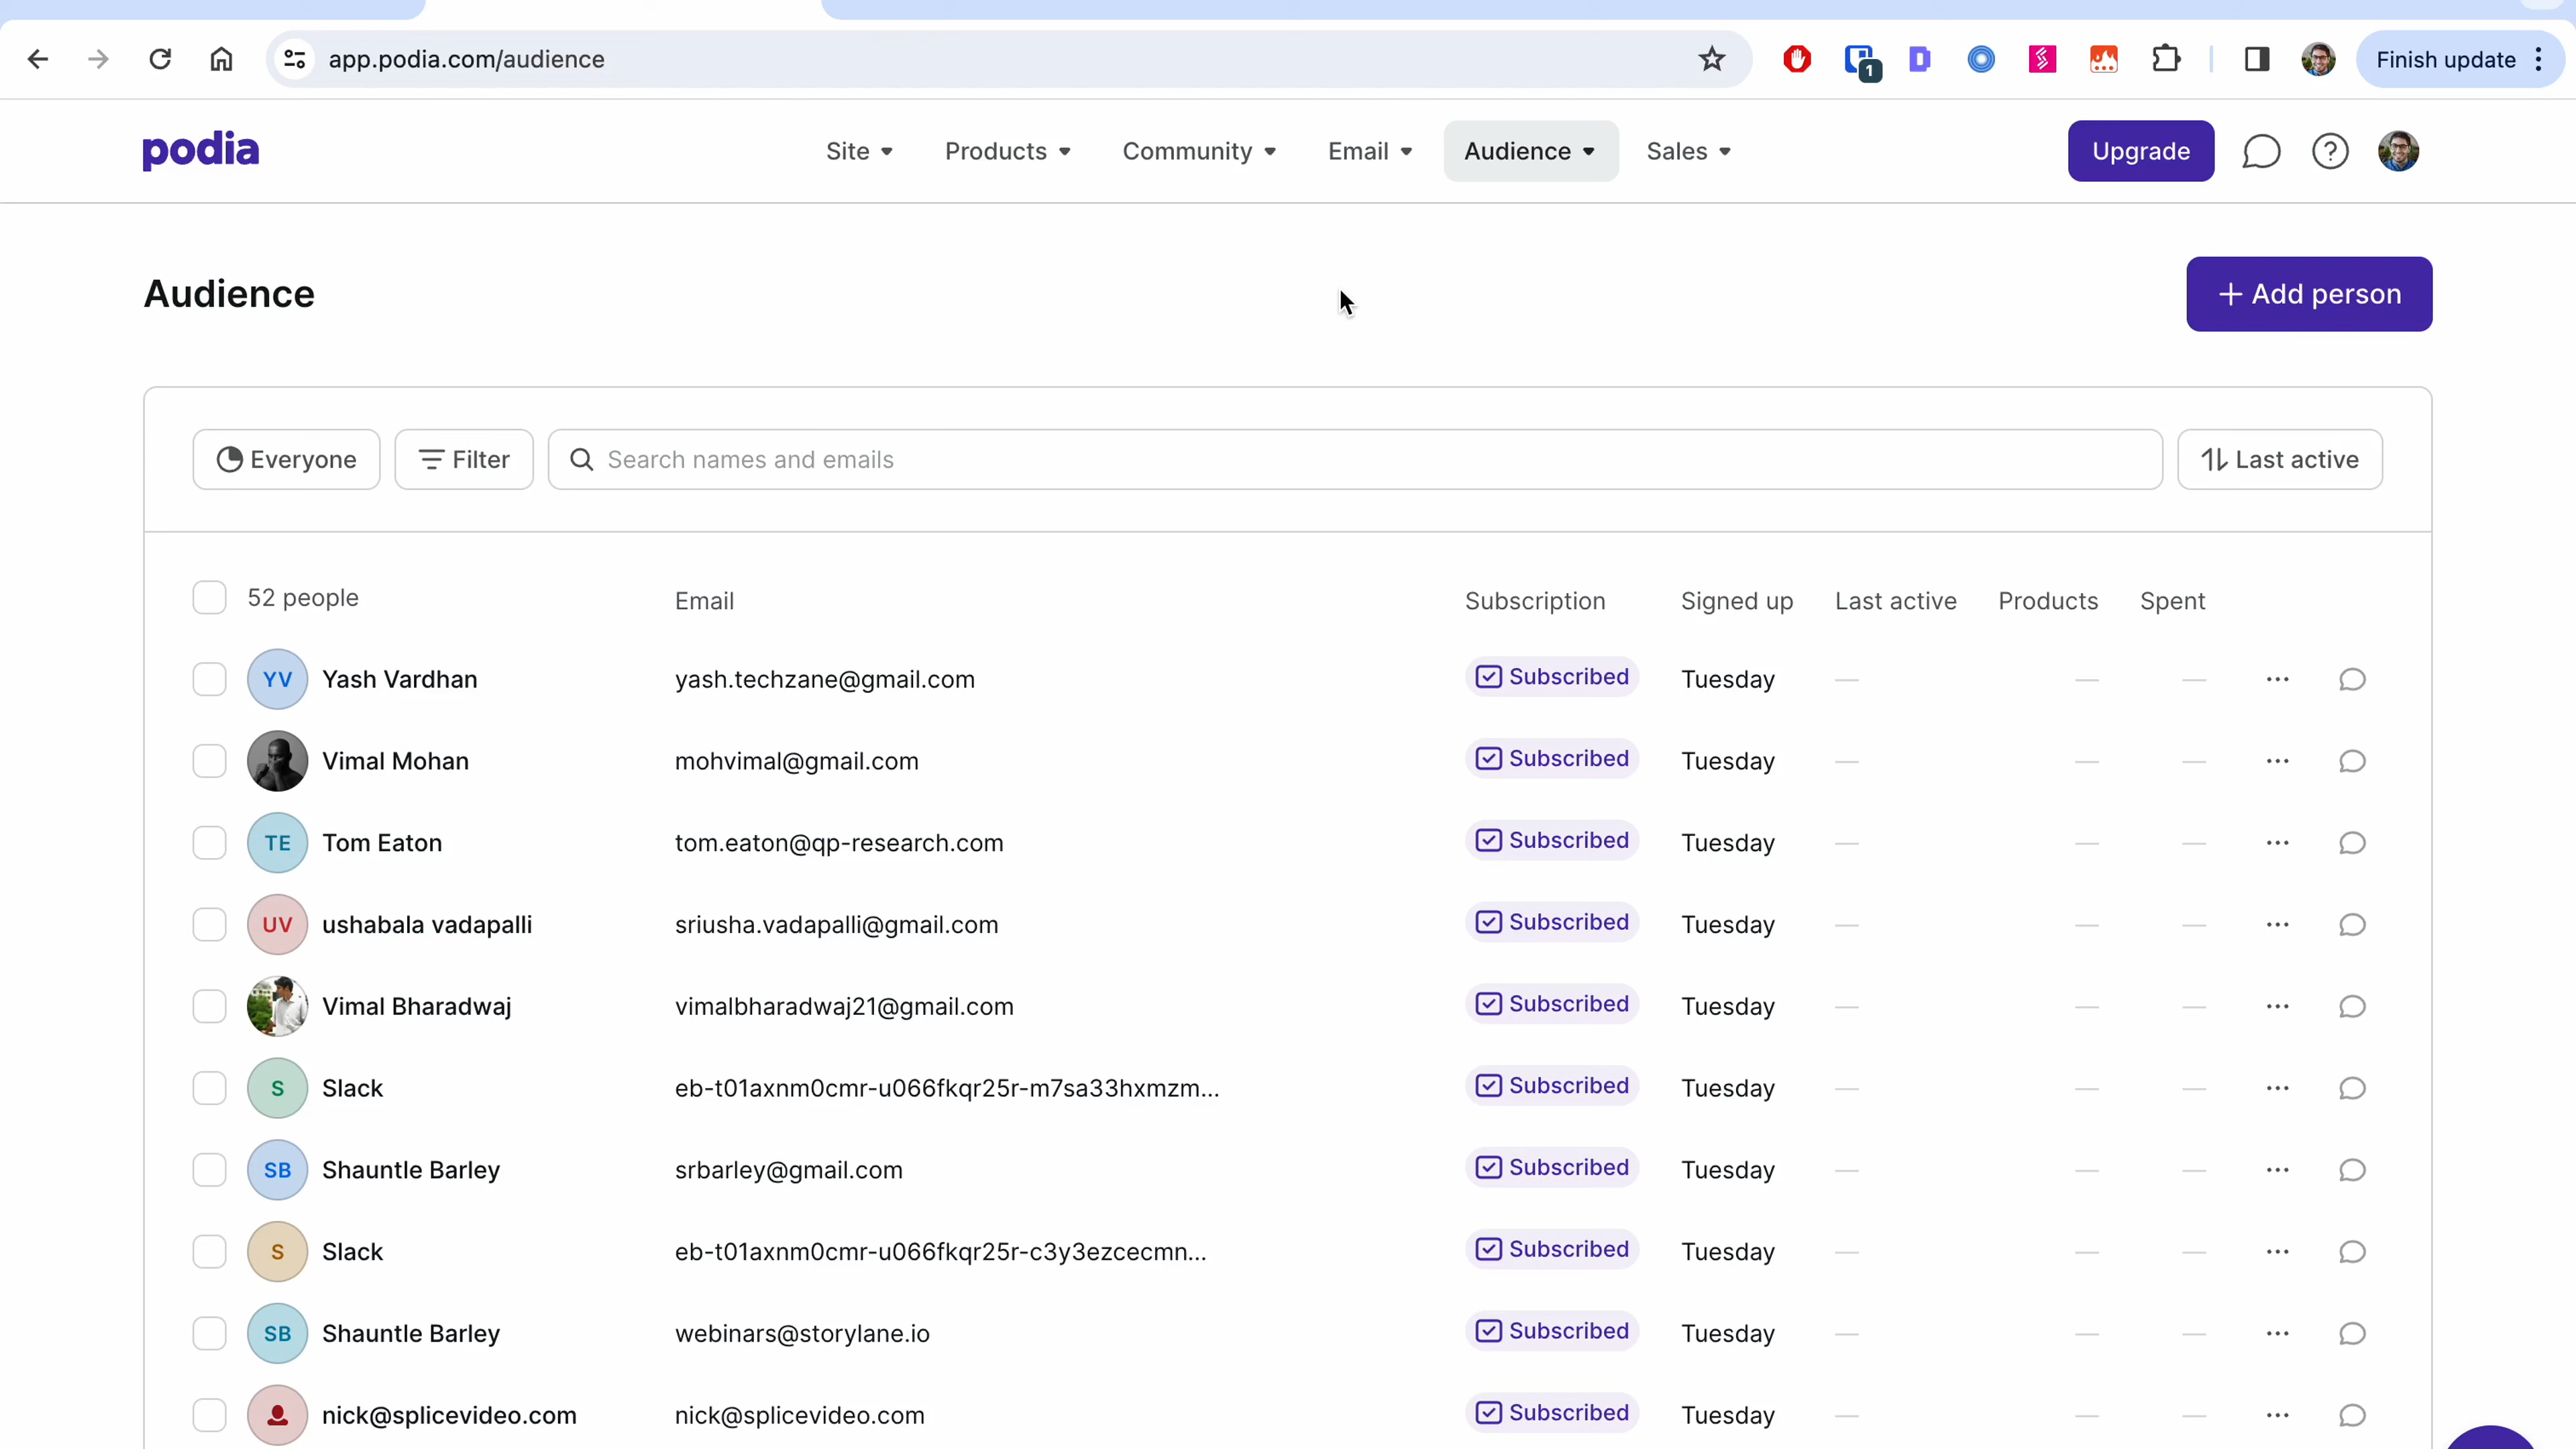 app.podia.com/audience
1
Finish update
podia
Site
Products
Community
Email
Audience
Sales
Upgrade
?
Audience
+ Add person
Everyone
Filter
Search names and emails
Last active
52 people Email Subscription Signed up Last active Products Spent
YV Yash Vardhan yash.techzane@gmail.com Subscribed Tuesday — — — ...
Vimal Mohan mohvimal@gmail.com Subscribed Tuesday — — — ...
TE Tom Eaton tom.eaton@qp-research.com Subscribed Tuesday — — — ...
UV ushabala vadapalli sriusha.vadapalli@gmail.com Subscribed Tuesday — — — ...
Vimal Bharadwaj vimalbharadwaj21@gmail.com Subscribed Tuesday — — — ...
S Slack eb-t01axnm0cmr-u066fkqr25r-m7sa33hxmzm... Subscribed Tuesday — — — ...
SB Shauntle Barley srbarley@gmail.com Subscribed Tuesday — — — ...
S Slack eb-t01axnm0cmr-u066fkqr25r-c3y3ezcecmn... Subscribed Tuesday — — — ...
SB Shauntle Barley webinars@storylane.io Subscribed Tuesday — — — ...
nick@splicevideo.com nick@splicevideo.com Subscribed Tuesday — — — ...